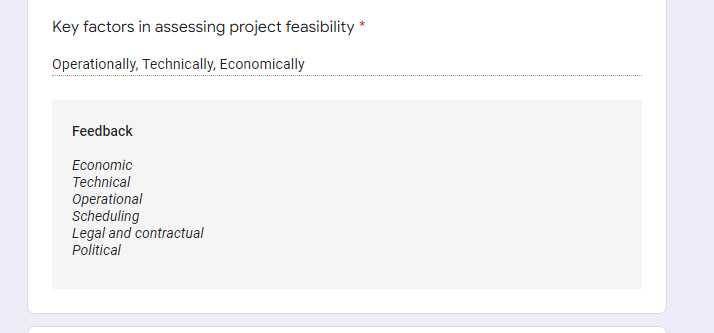 Key factors in assessing project feasibility *
Operationally, Technically, Economically
Feedback
Economic
Technical
Operational
Scheduling
Legal and contractual
Political